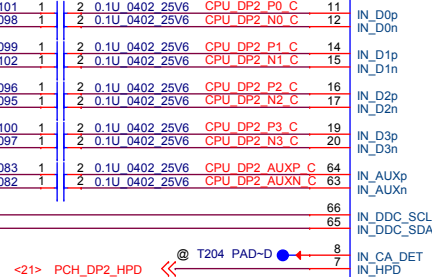 101 1 2 0.1U_0402_25V6 CPU_DP2_P0_C 11 IN_D0p
098 1 2 0.1U_0402_25V6 CPU_DP2_N0_C 12 IN_D0n
099 1 2 0.1U_0402_25V6 CPU_DP2_P1_C 14 IN_D1p
102 1 2 0.1U_0402_25V6 CPU_DP2_N1_C 15 IN_D1n
096 1 2 0.1U_0402_25V6 CPU_DP2_P2_C 16 IN_D2p
095 1 2 0.1U_0402_25V6 CPU_DP2_N2_C 17 IN_D2n
100 1 2 0.1U_0402_25V6 CPU_DP2_P3_C 19 IN_D3p
097 1 2 0.1U_0402_25V6 CPU_DP2_N3_C 20 IN_D3n
083 1 2 0.1U_0402_25V6 CPU_DP2_AUXP_C 64 IN_AUXp
082 1 2 0.1U_0402_25V6 CPU_DP2_AUXN_C 63 IN_AUXn
66 IN_DDC_SCL
65 IN_DDC_SDA
@ T204 PAD~D 8 IN_CA_DET
<21> PCH_DP2_HPD 7 IN_HPD